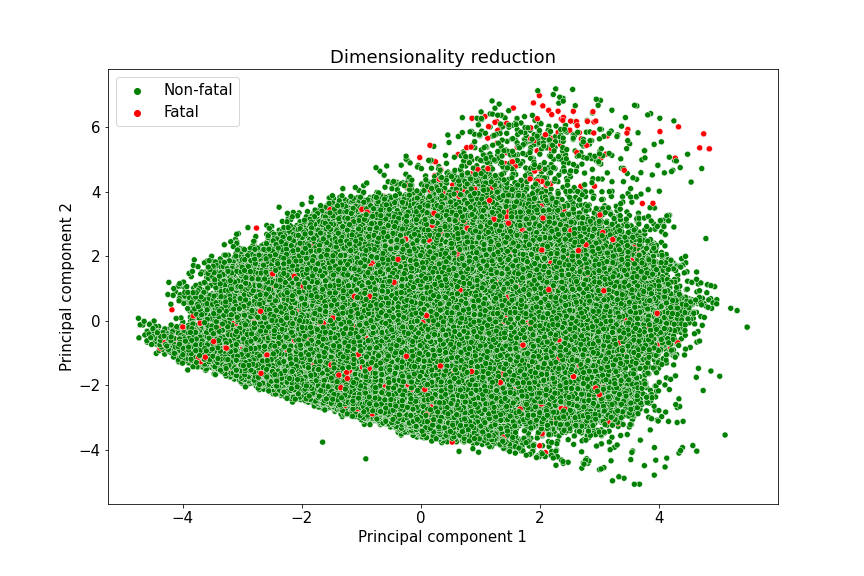 Dimensionality reduction
Non-fatal
Fatal
6
4
2
0
−2
−4
Principal component 2
−4
−2
0
2
4
Principal component 1